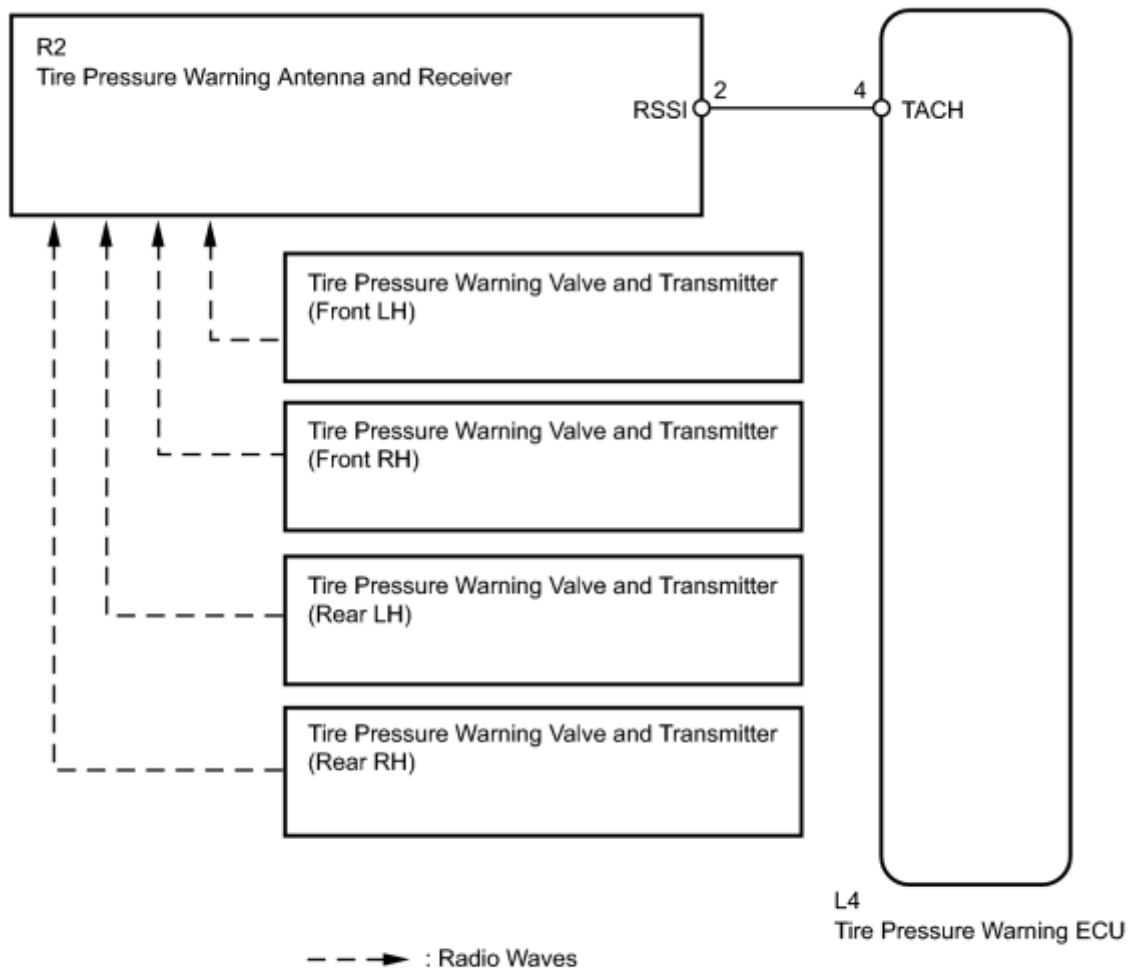 R2
Tire Pressure Warning Antenna and Receiver
RSSI 2 4 TACH
Tire Pressure Warning Valve and Transmitter
(Front LH)
Tire Pressure Warning Valve and Transmitter
(Front RH)
Tire Pressure Warning Valve and Transmitter
(Rear LH)
Tire Pressure Warning Valve and Transmitter
(Rear RH)
L4
Tire Pressure Warning ECU
: Radio Waves